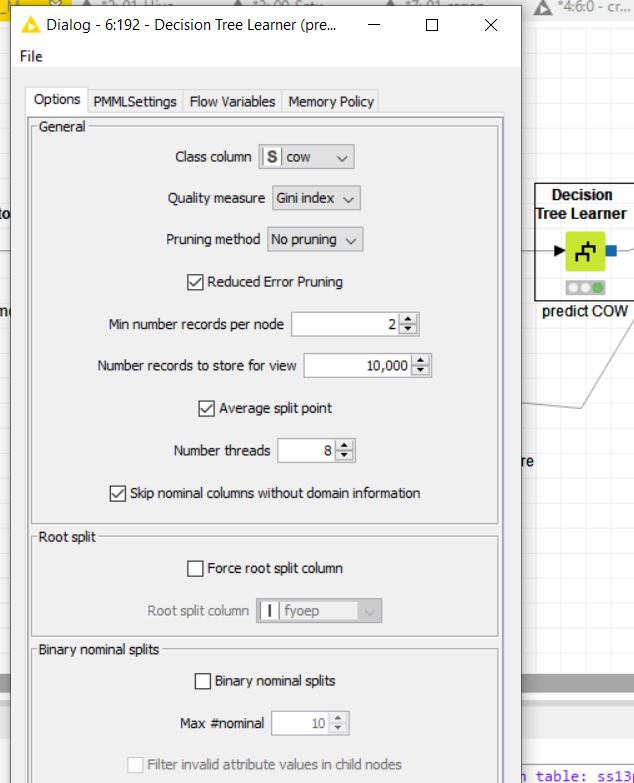 *4:6:0 - cr...
Dialog - 6:192 - Decision Tree Learner (pre...
File
Options PMMLSettings Flow Variables Memory Policy
General
Class column S cow
Quality measure Gini index
Pruning method No pruning
Reduced Error Pruning
Min number records per node 2
Number records to store for view 10,000
Average split point
Number threads 8
Skip nominal columns without domain information
Root split
Force root split column
Root split column I fyoep
Binary nominal splits
Binary nominal splits
Max #nominal 10
Filter invalid attribute values in child nodes
Decision
Tree Learner
predict COW
re
n table: ss13p